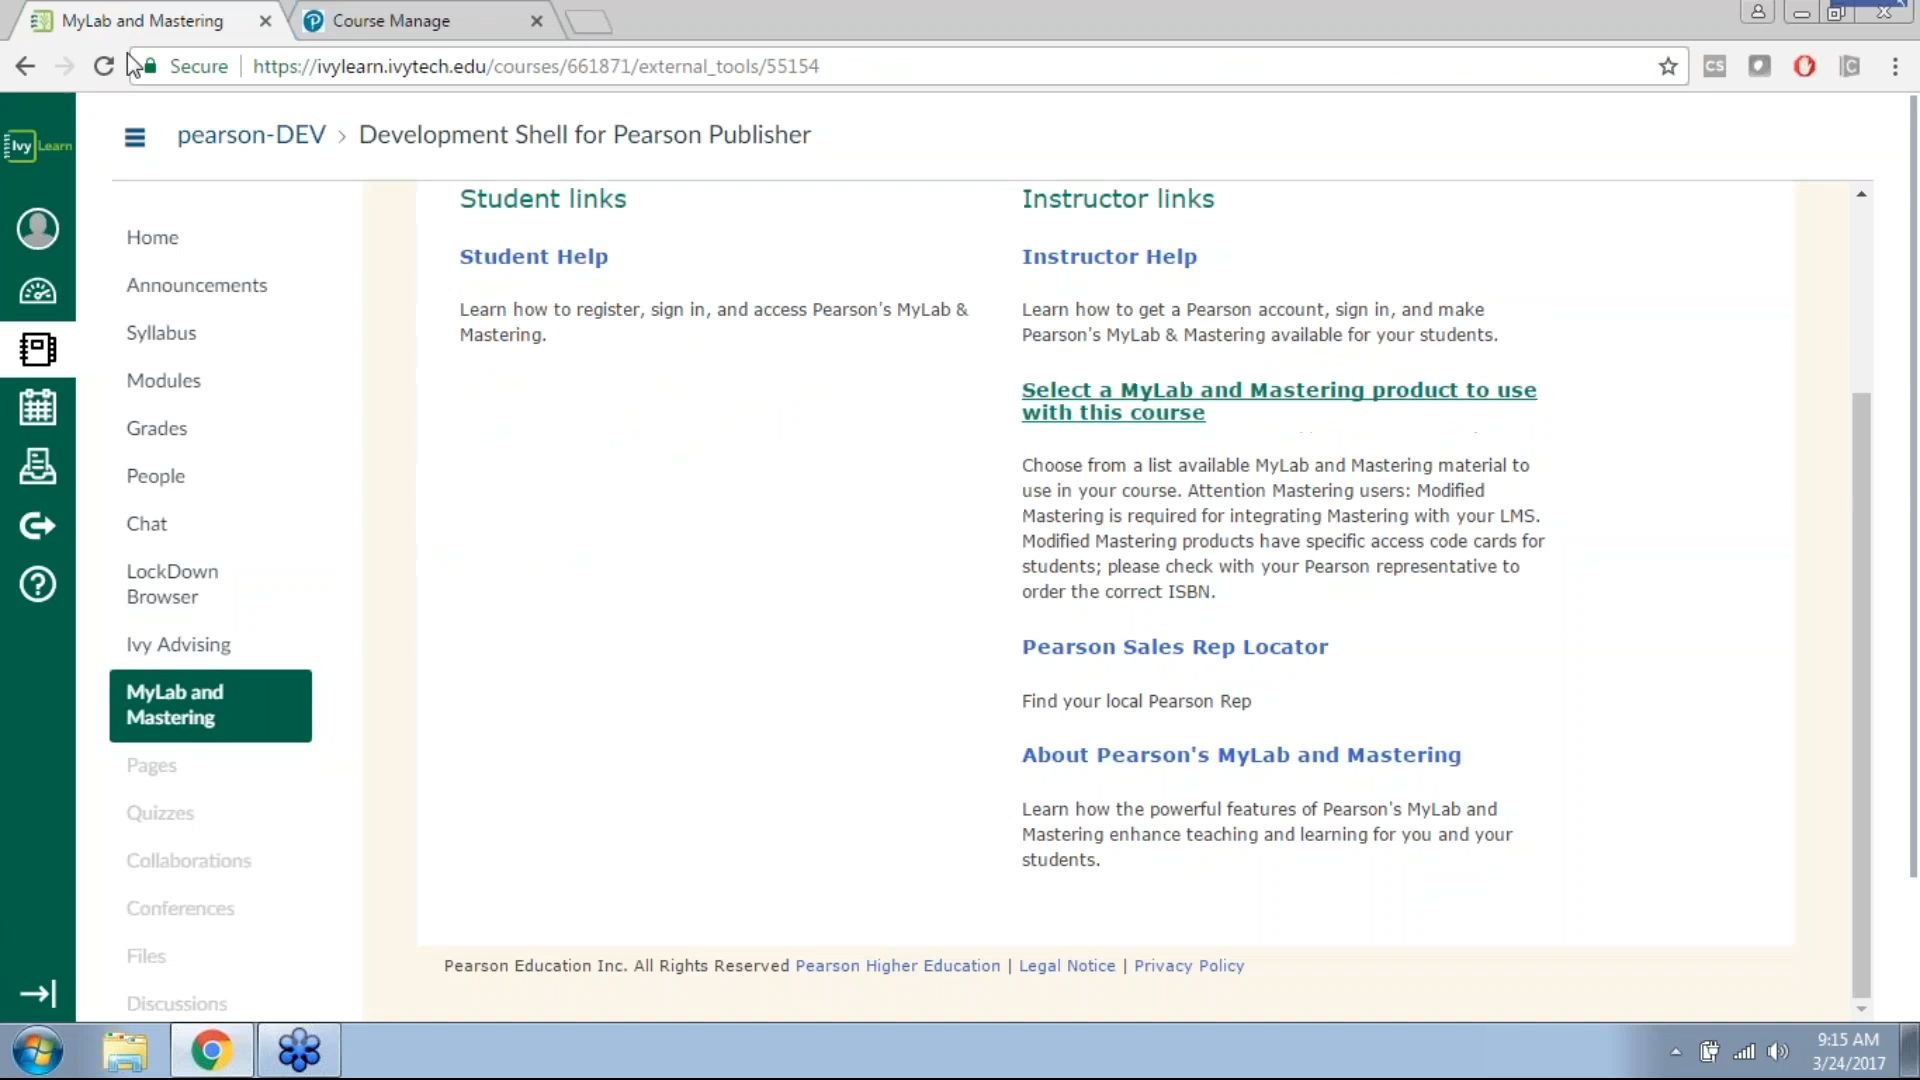 MyLab and Mastering
Course Manage
Secure
https://ivylearn.ivytech.edu/courses/661871/external_tools/55154
CS
C
Ivy Learn
pearson-DEV > Development Shell for Pearson Publisher
Home
Announcements
Syllabus
Modules
Grades
People
Chat
LockDown
Browser
Ivy Advising
MyLab and
Mastering
Pages
Quizzes
Collaborations
Conferences
Files
Discussions
Student links
Student Help
Learn how to register, sign in, and access Pearson's MyLab &
Mastering.
Instructor links
Instructor Help
Learn how to get a Pearson account, sign in, and make
Pearson's MyLab & Mastering available for your students.
Select a MyLab and Mastering product to use
with this course
Choose from a list available MyLab and Mastering material to
use in your course. Attention Mastering users: Modified
Mastering is required for integrating Mastering with your LMS.
Modified Mastering products have specific access code cards for
students; please check with your Pearson representative to
order the correct ISBN.
Pearson Sales Rep Locator
Find your local Pearson Rep
About Pearson's MyLab and Mastering
Learn how the powerful features of Pearson's MyLab and
Mastering enhance teaching and learning for you and your
students.
Pearson Education Inc. All Rights Reserved Pearson Higher Education | Legal Notice | Privacy Policy
9:15 AM
3/24/2017